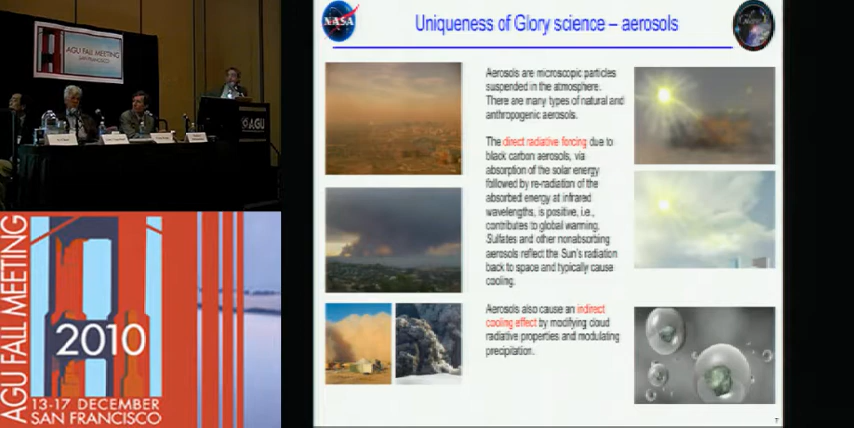 AGU FALL MEETING
SAN FRANCISCO
AGU
AGU FALL MEETING
2010
13-17 DECEMBER
SAN FRANCISCO
NASA
Uniqueness of Glory science – aerosols
Aerosols are microscopic particles
suspended in the atmosphere.
There are many types of natural and
anthropogenic aerosols.
The direct radiative forcing due to
black carbon aerosols, via
absorption of the solar energy
followed by re-radiation of the
absorbed energy at infrared
wavelengths, is positive, i.e.,
contributes to global warming.
Sulfates and other nonabsorbing
aerosols reflect the Sun's radiation
back to space and typically cause
cooling.
Aerosols also cause an indirect
cooling effect by modifying cloud
radiative properties and modulating
precipitation.
7